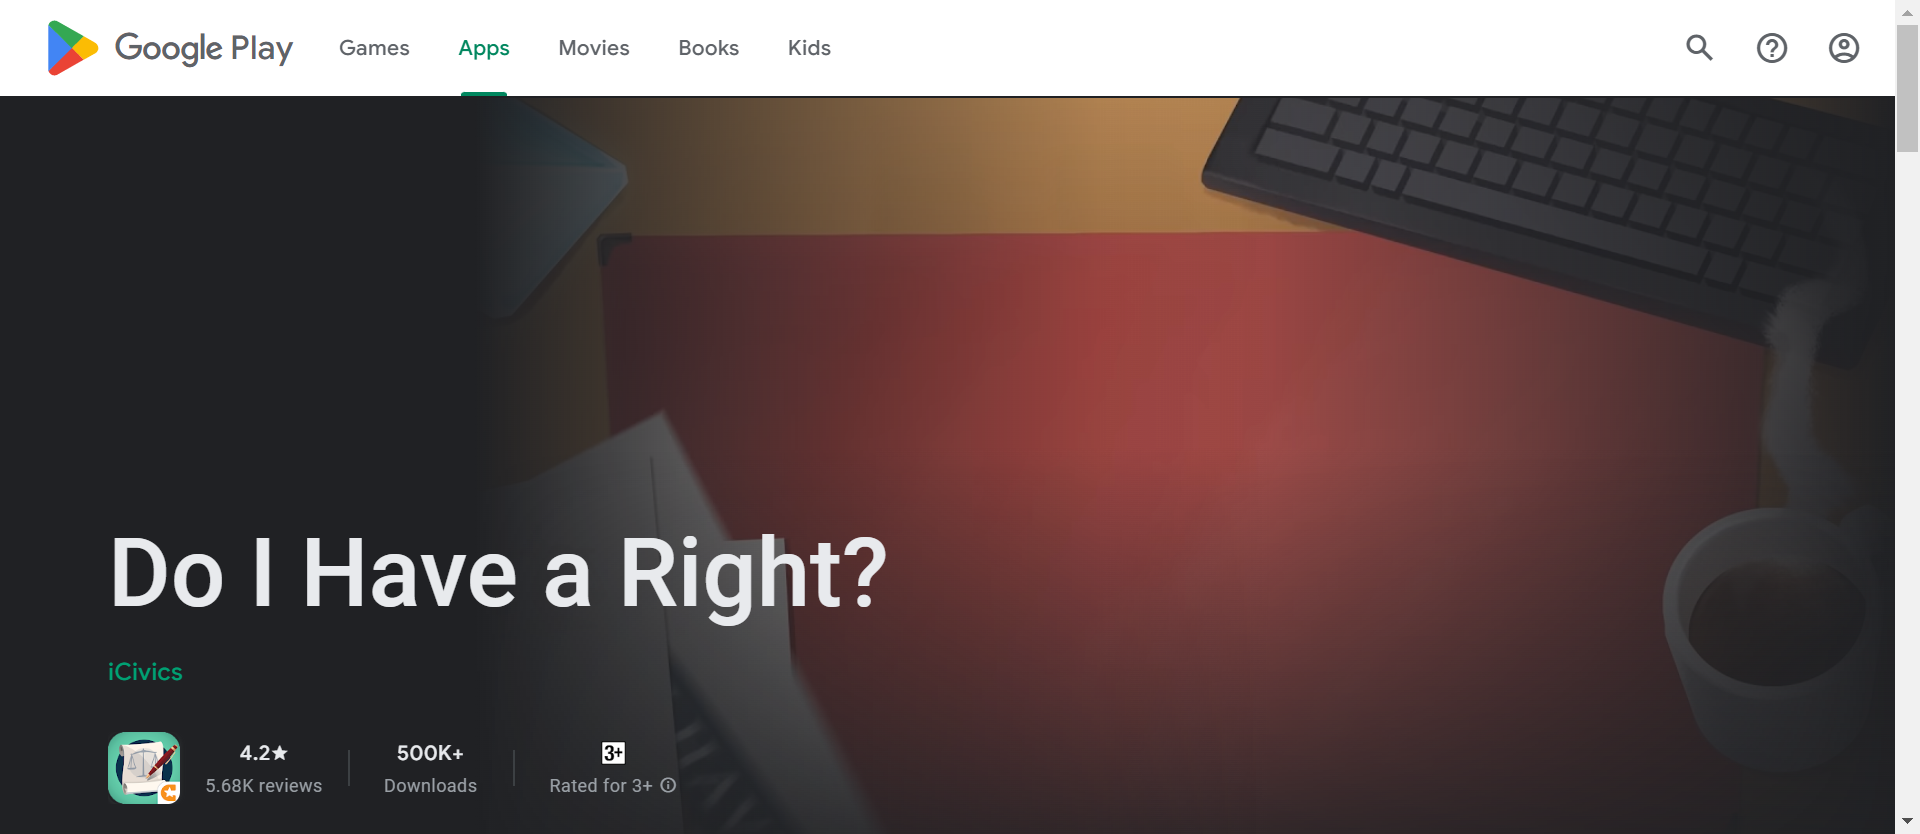 Google Play Games Apps Movies Books Kids
Do I Have a Right?
iCivics
4.2★ 500K+ 3+
5.68K reviews Downloads Rated for 3+